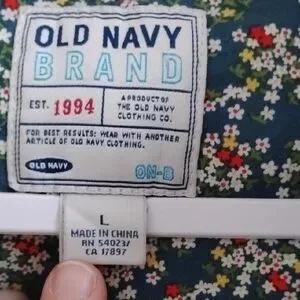 OLD NAVY
BRAND
EST. 1994
A PRODUCT OF
THE OLD NAVY
CLOTHING CO.
FOR BEST RESULTS: WEAR WITH ANOTHER
ARTICLE OF OLD NAVY CLOTHING.
OLD NAVY
ON-B
L
MADE IN CHINA
RN 54023/
CA 17897